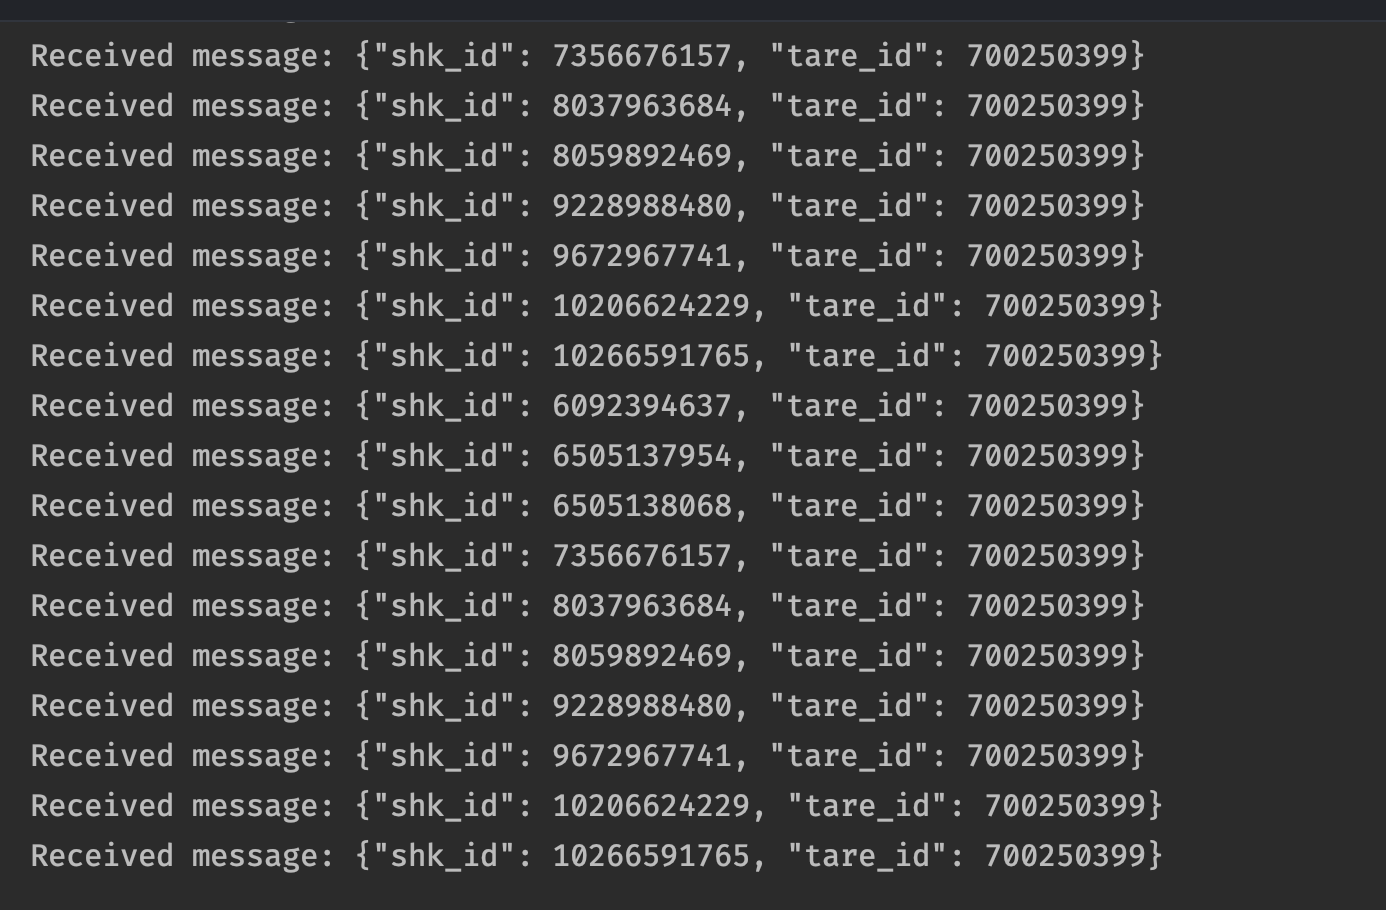 Received message: {"shk_id": 7356676157, "tare_id": 700250399}
Received message: {"shk_id": 8037963684, "tare_id": 700250399}
Received message: {"shk_id": 8059892469, "tare_id": 700250399}
Received message: {"shk_id": 9228988480, "tare_id": 700250399}
Received message: {"shk_id": 9672967741, "tare_id": 700250399}
Received message: {"shk_id": 10206624229, "tare_id": 700250399}
Received message: {"shk_id": 10266591765, "tare_id": 700250399}
Received message: {"shk_id": 6092394637, "tare_id": 700250399}
Received message: {"shk_id": 6505137954, "tare_id": 700250399}
Received message: {"shk_id": 6505138068, "tare_id": 700250399}
Received message: {"shk_id": 7356676157, "tare_id": 700250399}
Received message: {"shk_id": 8037963684, "tare_id": 700250399}
Received message: {"shk_id": 8059892469, "tare_id": 700250399}
Received message: {"shk_id": 9228988480, "tare_id": 700250399}
Received message: {"shk_id": 9672967741, "tare_id": 700250399}
Received message: {"shk_id": 10206624229, "tare_id": 700250399}
Received message: {"shk_id": 10266591765, "tare_id": 700250399}